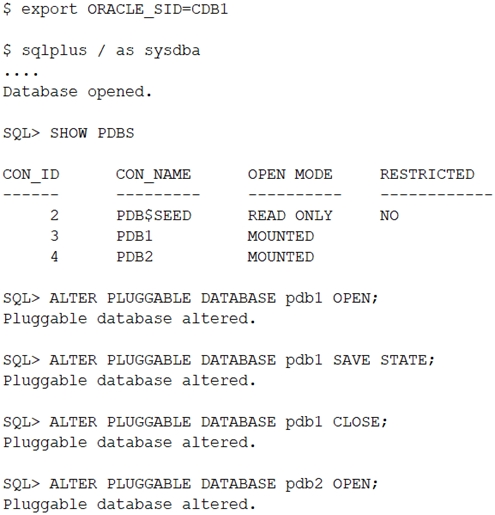 $ export ORACLE_SID=CDB1
$ sqlplus / as sysdba
....
Database opened.
SQL> SHOW PDBS
CON_ID CON_NAME OPEN MODE RESTRICTED
------ --------- ---------- ------------
2 PDB$SEED READ ONLY NO
3 PDB1 MOUNTED
4 PDB2 MOUNTED
SQL> ALTER PLUGGABLE DATABASE pdb1 OPEN;
Pluggable database altered.
SQL> ALTER PLUGGABLE DATABASE pdb1 SAVE STATE;
Pluggable database altered.
SQL> ALTER PLUGGABLE DATABASE pdb1 CLOSE;
Pluggable database altered.
SQL> ALTER PLUGGABLE DATABASE pdb2 OPEN;
Pluggable database altered.